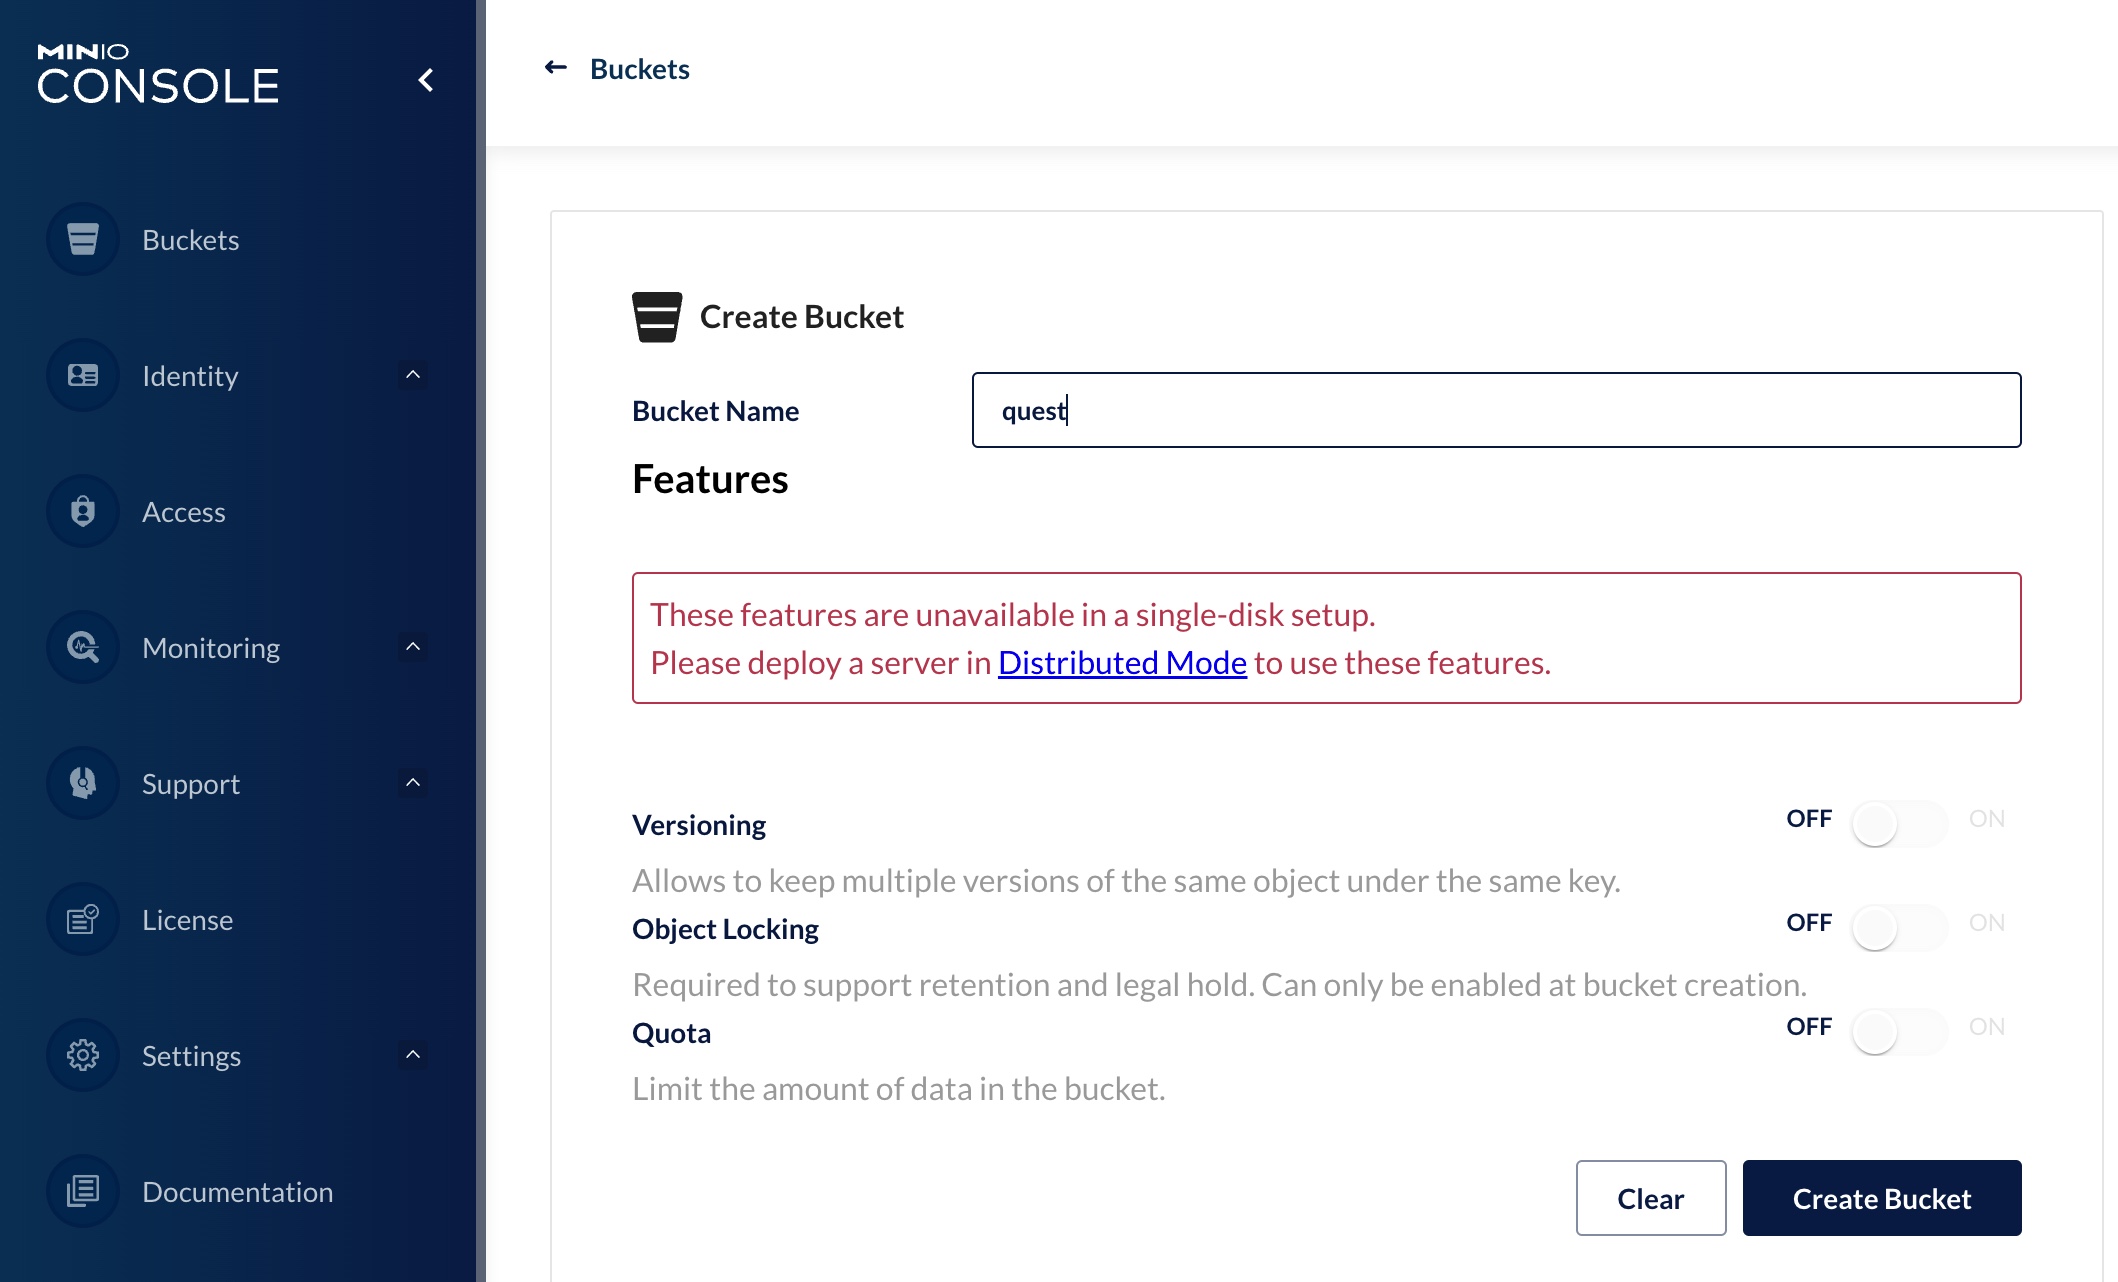 MINIO
CONSOLE
Buckets
Identity
Access
Monitoring
Support
License
Settings
Documentation
Buckets
Create Bucket
Bucket Name
quest
Features
These features are unavailable in a single-disk setup.
Please deploy a server in Distributed Mode to use these features.
Versioning
OFF ON
Allows to keep multiple versions of the same object under the same key.
Object Locking
OFF ON
Required to support retention and legal hold. Can only be enabled at bucket creation.
Quota
OFF ON
Limit the amount of data in the bucket.
Clear
Create Bucket